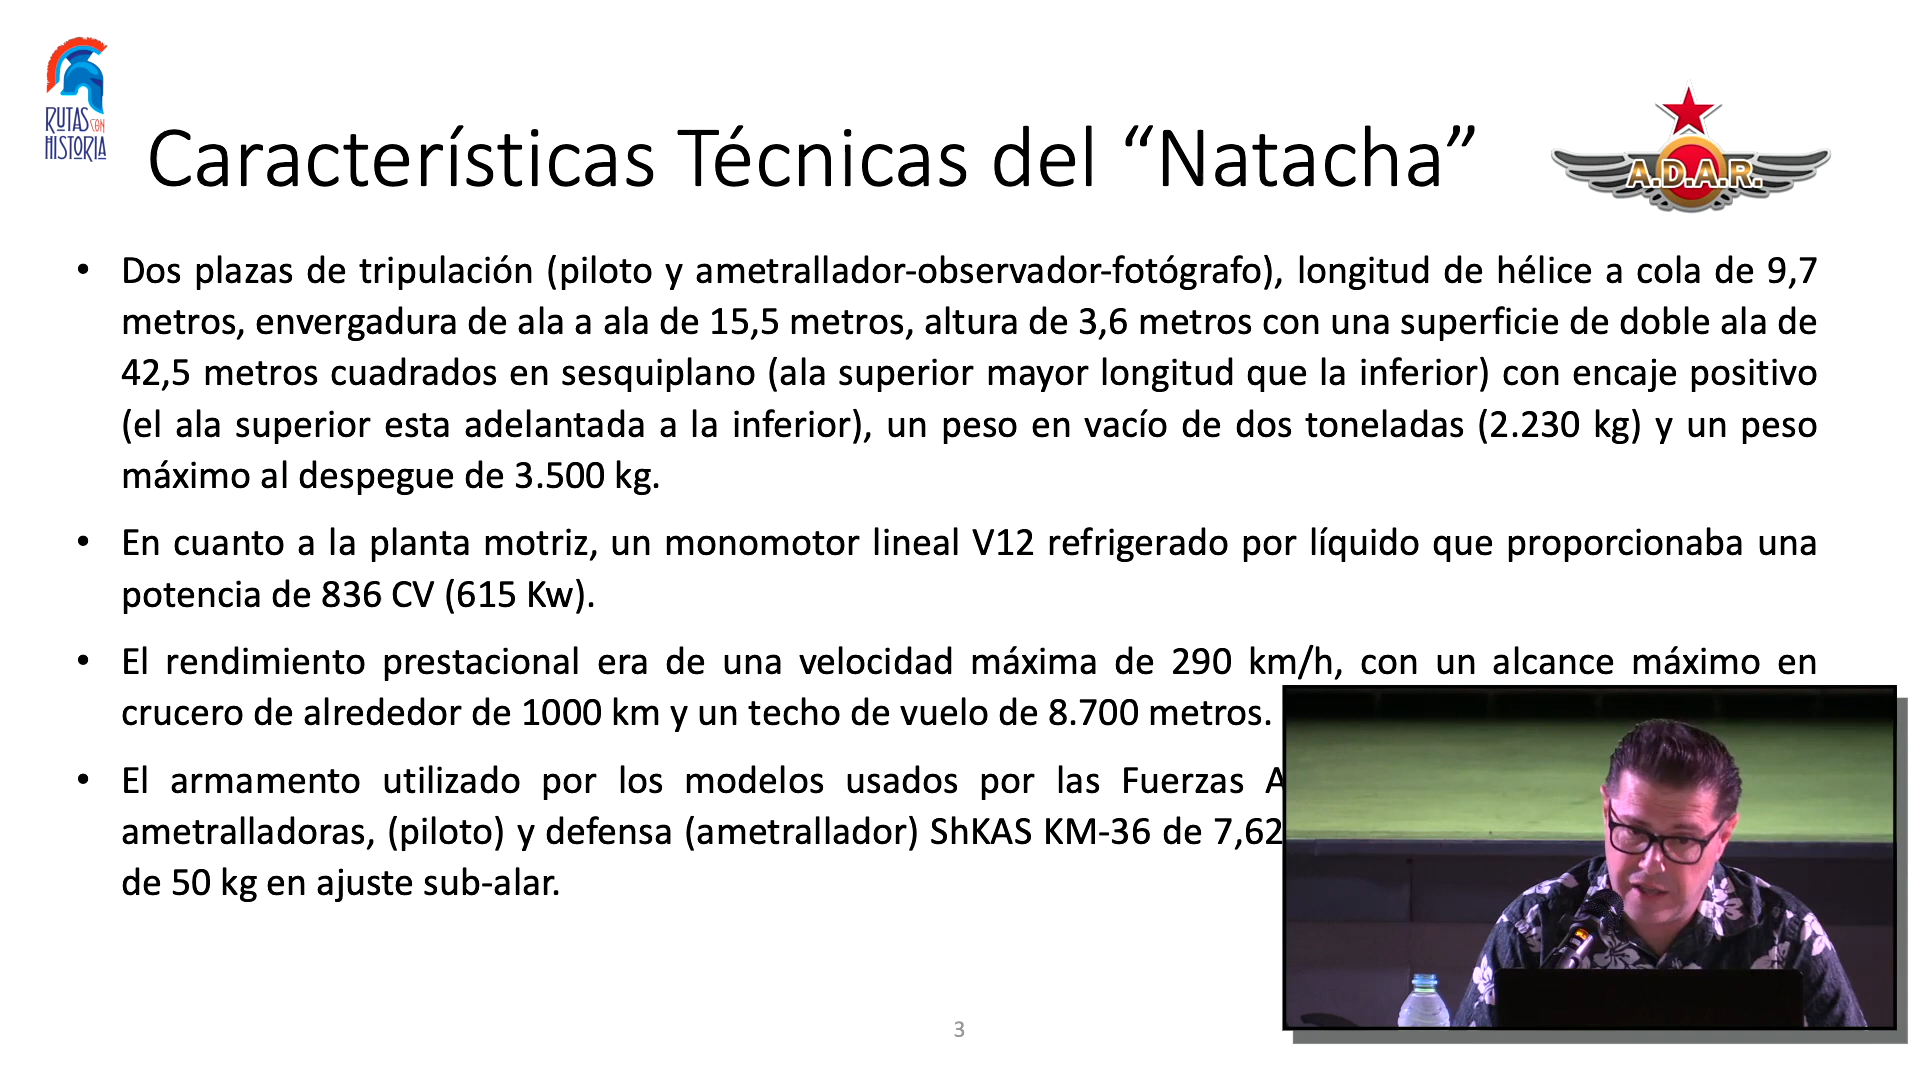 RUTAS CON
HISTORIA
Características Técnicas del “Natacha”
A.D.A.R.
• Dos plazas de tripulación (piloto y ametrallador-observador-fotógrafo), longitud de hélice a cola de 9,7
metros, envergadura de ala a ala de 15,5 metros, altura de 3,6 metros con una superficie de doble ala de
42,5 metros cuadrados en sesquiplano (ala superior mayor longitud que la inferior) con encaje positivo
(el ala superior esta adelantada a la inferior), un peso en vacío de dos toneladas (2.230 kg) y un peso
máximo al despegue de 3.500 kg.
• En cuanto a la planta motriz, un monomotor lineal V12 refrigerado por líquido que proporcionaba una
potencia de 836 CV (615 Kw).
• El rendimiento prestacional era de una velocidad máxima de 290 km/h, con un alcance máximo en
crucero de alrededor de 1000 km y un techo de vuelo de 8.700 metros.
• El armamento utilizado por los modelos usados por las Fuerzas
ametralladoras, (piloto) y defensa (ametrallador) ShKAS KM-36 de 7,62
de 50 kg en ajuste sub-alar.
3